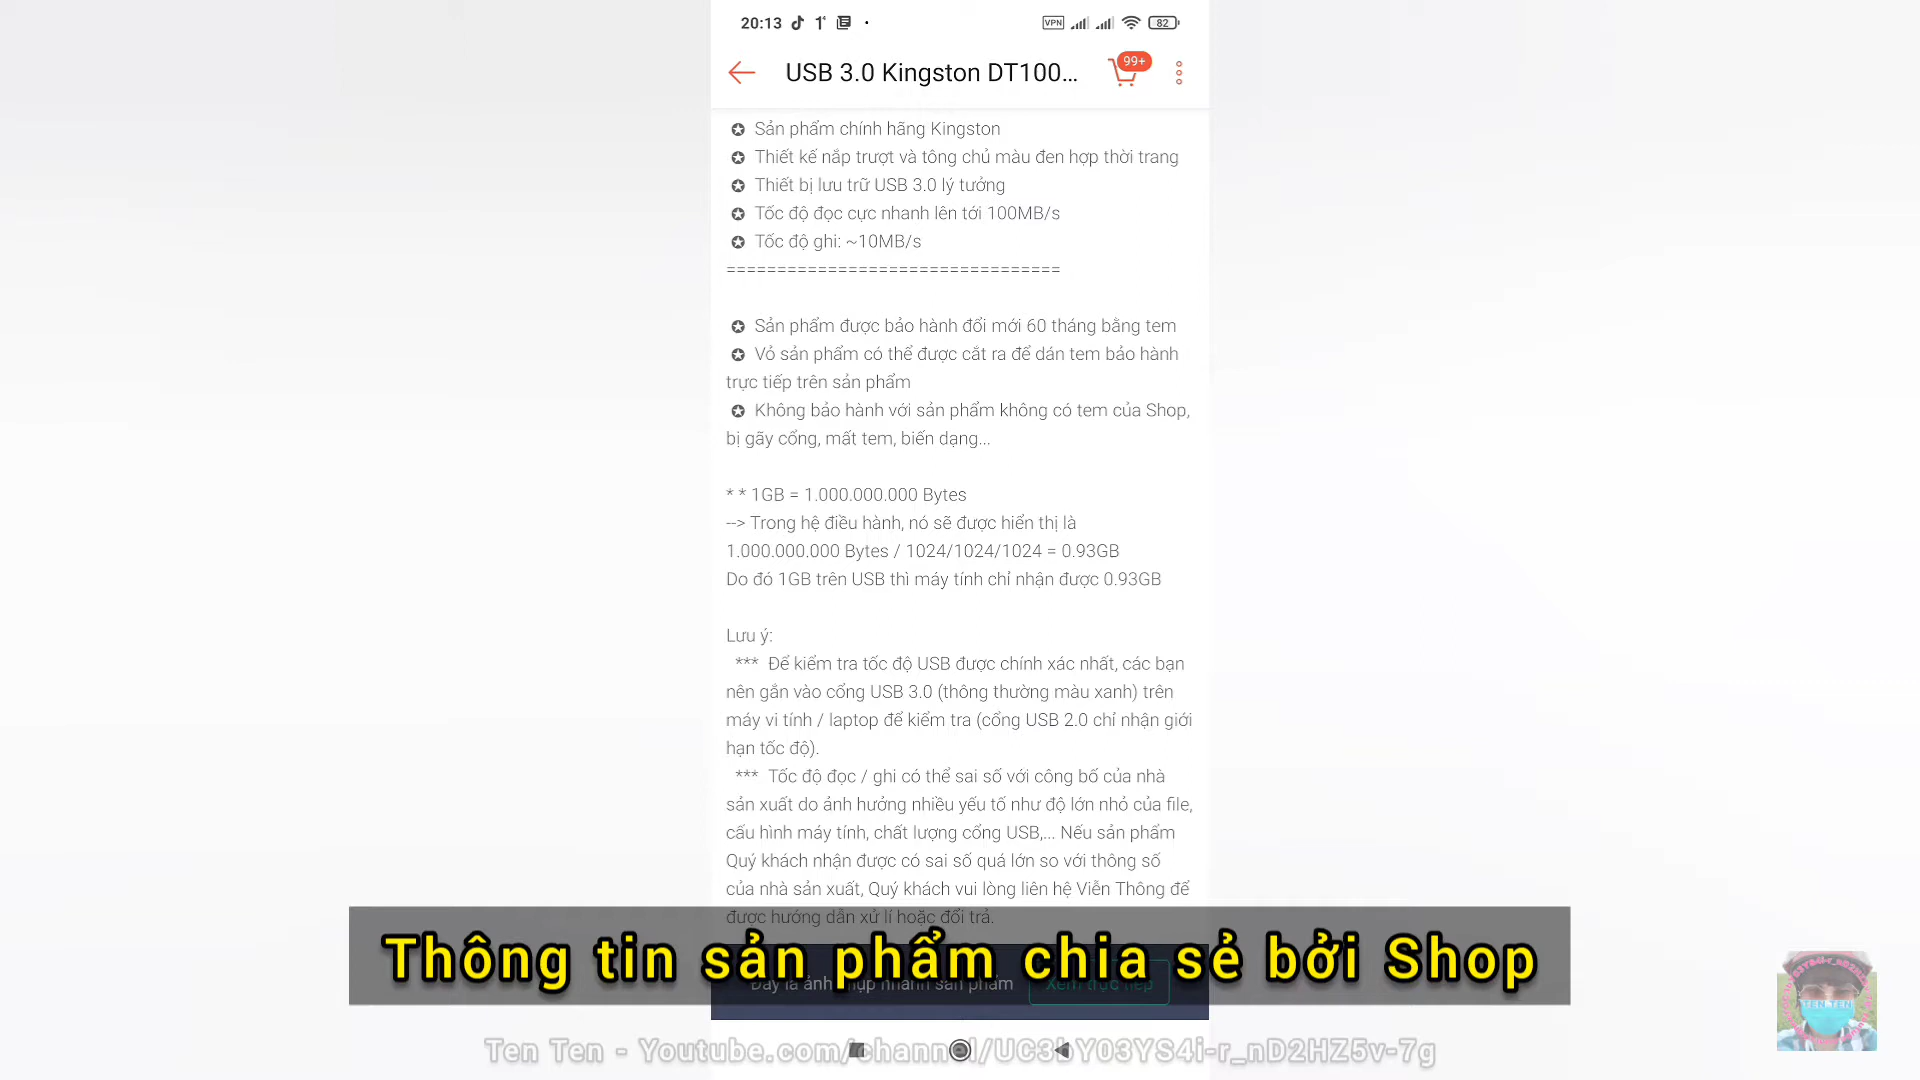 20:13
VPN
82
USB 3.0 Kingston DT100...
99+
✪ Sản phẩm chính hãng Kingston
✪ Thiết kế nắp trượt và tông chủ màu đen hợp thời trang
✪ Thiết bị lưu trữ USB 3.0 lý tưởng
✪ Tốc độ đọc cực nhanh lên tới 100MB/s
✪ Tốc độ ghi: ~10MB/s
=================================
✪ Sản phẩm được bảo hành đổi mới 60 tháng bằng tem
✪ Vỏ sản phẩm có thể được cắt ra để dán tem bảo hành
trực tiếp trên sản phẩm
✪ Không bảo hành với sản phẩm không có tem của Shop,
bị gãy cổng, mất tem, biến dạng...
* * 1GB = 1.000.000.000 Bytes
--> Trong hệ điều hành, nó sẽ được hiển thị là
1.000.000.000 Bytes / 1024/1024/1024 = 0.93GB
Do đó 1GB trên USB thì máy tính chỉ nhận được 0.93GB
Lưu ý:
*** Để kiểm tra tốc độ USB được chính xác nhất, các bạn
nên gắn vào cổng USB 3.0 (thông thường màu xanh) trên
máy vi tính / laptop để kiểm tra (cổng USB 2.0 chỉ nhận giới
hạn tốc độ).
*** Tốc độ đọc / ghi có thể sai số với công bố của nhà
sản xuất do ảnh hưởng nhiều yếu tố như độ lớn nhỏ của file,
cấu hình máy tính, chất lượng cổng USB,... Nếu sản phẩm
Quý khách nhận được có sai số quá lớn so với thông số
của nhà sản xuất, Quý khách vui lòng liên hệ Viễn Thông để
được hướng dẫn xử lí hoặc đổi trả.
Thông tin sản phẩm chia sẻ bởi Shop
Đây là ảnh chụp nhanh sản phẩm
Xem trực tiếp
TEN TEN